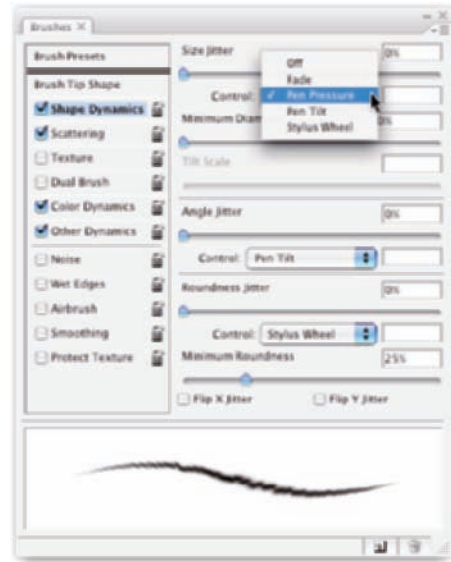 Brushes ×
Brush Presets
Brush Tip Shape
Shape Dynamics
Scattering
Texture
Dual Brush
Color Dynamics
Other Dynamics
Noise
Wet Edges
Airbrush
Smoothing
Protect Texture
Size Jitter
0%
Control:
Off
Fade
✓ Pen Pressure
Pen Tilt
Stylus Wheel
Minimum Diam
0%
Tilt Scale
Angle Jitter
0%
Control: Pen Tilt
Roundness Jitter
0%
Control: Stylus Wheel
Minimum Roundness
25%
Flip X Jitter Flip Y Jitter